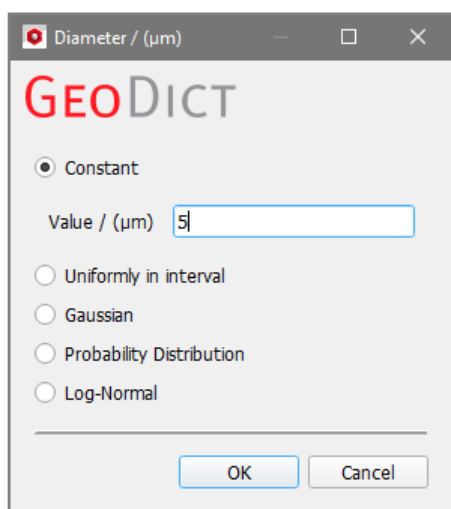 Diameter / (µm)
GEODICT
Constant
Value / (µm) 5
Uniformly in interval
Gaussian
Probability Distribution
Log-Normal
OK Cancel